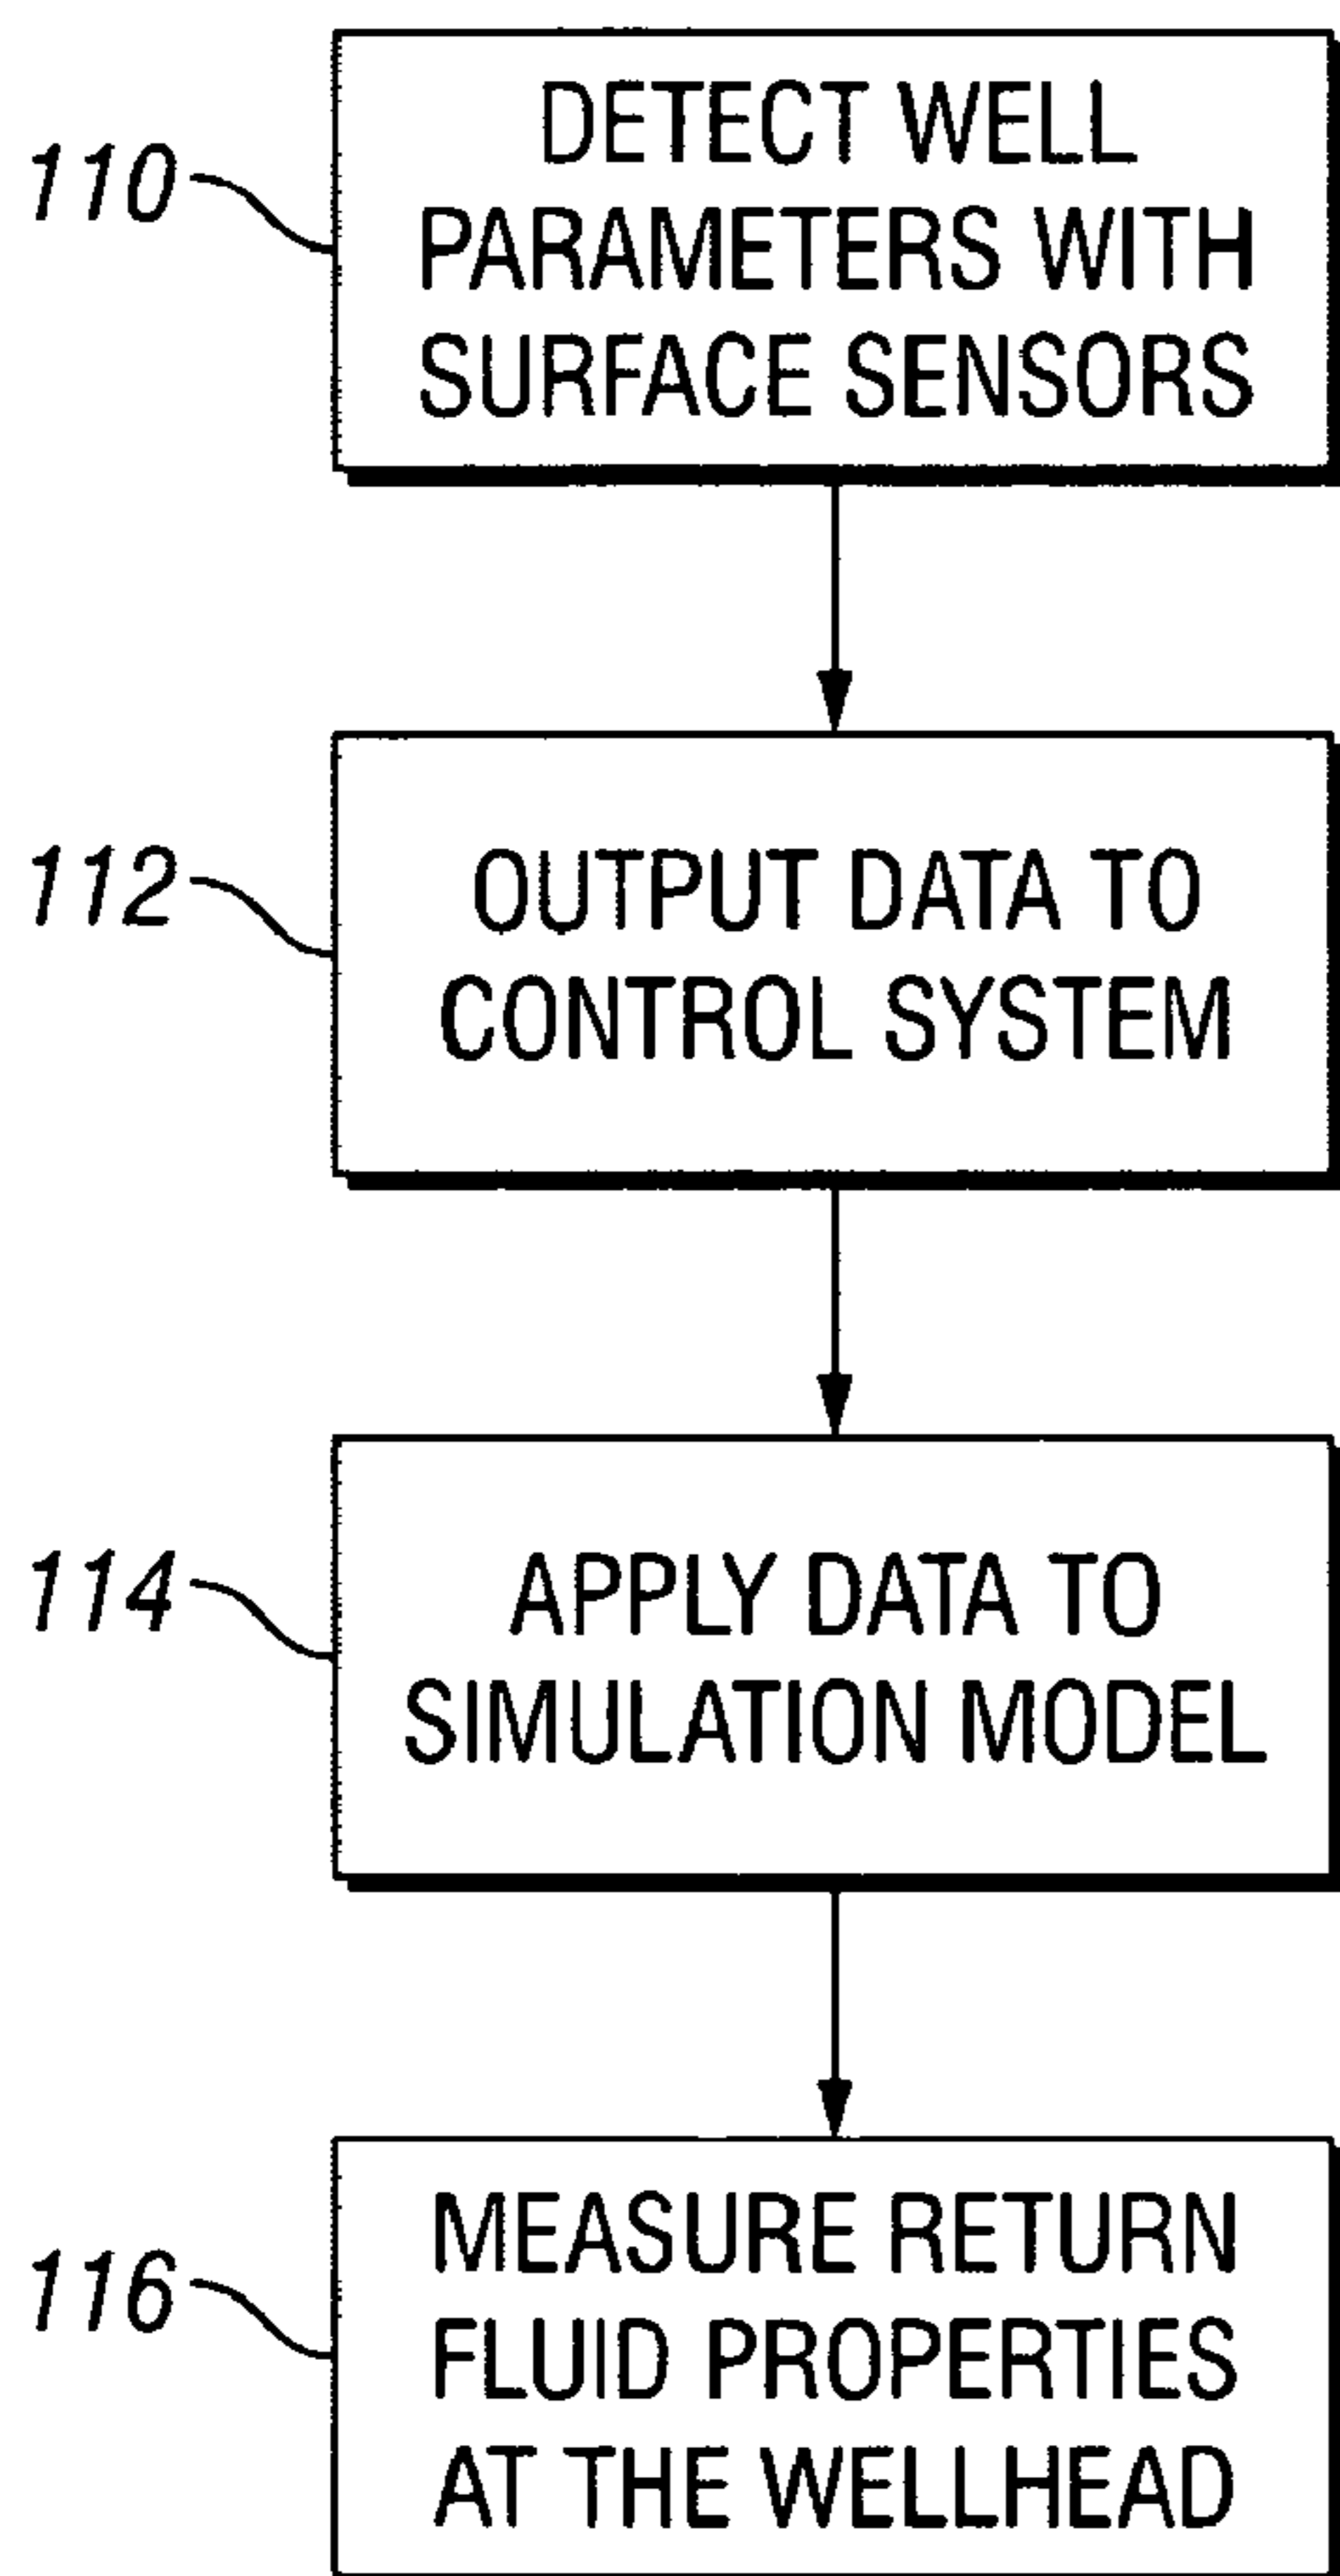 110
DETECT WELL
PARAMETERS WITH
SURFACE SENSORS
112
OUTPUT DATA TO
CONTROL SYSTEM
114
APPLY DATA TO
SIMULATION MODEL
116
MEASURE RETURN
FLUID PROPERTIES
AT THE WELLHEAD